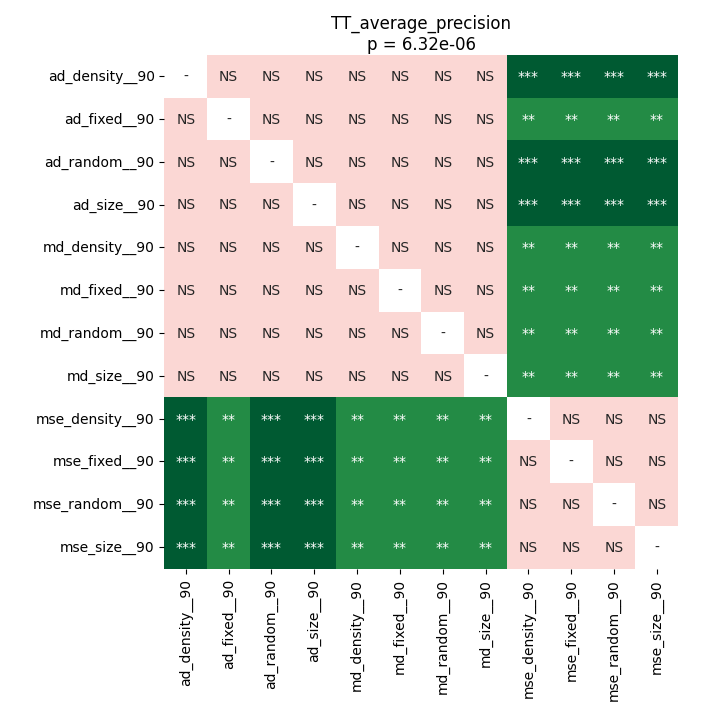 TT_average_precision
p = 6.32e-06
ad_density__90 - NS NS NS NS NS NS NS *** *** *** ***
ad_fixed__90 NS - NS NS NS NS NS NS ** ** ** **
ad_random__90 NS NS - NS NS NS NS NS *** *** *** ***
ad_size__90 NS NS NS - NS NS NS NS *** *** *** ***
md_density__90 NS NS NS NS - NS NS NS ** ** ** **
md_fixed__90 NS NS NS NS NS - NS NS ** ** ** **
md_random__90 NS NS NS NS NS NS - NS ** ** ** **
md_size__90 NS NS NS NS NS NS NS - ** ** ** **
mse_density__90 *** ** *** *** ** ** ** ** - NS NS NS
mse_fixed__90 *** ** *** *** ** ** ** ** NS - NS NS
mse_random__90 *** ** *** *** ** ** ** ** NS NS - NS
mse_size__90 *** ** *** *** ** ** ** ** NS NS NS -
ad_density__90
ad_fixed__90
ad_random__90
ad_size__90
md_density__90
md_fixed__90
md_random__90
md_size__90
mse_density__90
mse_fixed__90
mse_random__90
mse_size__90